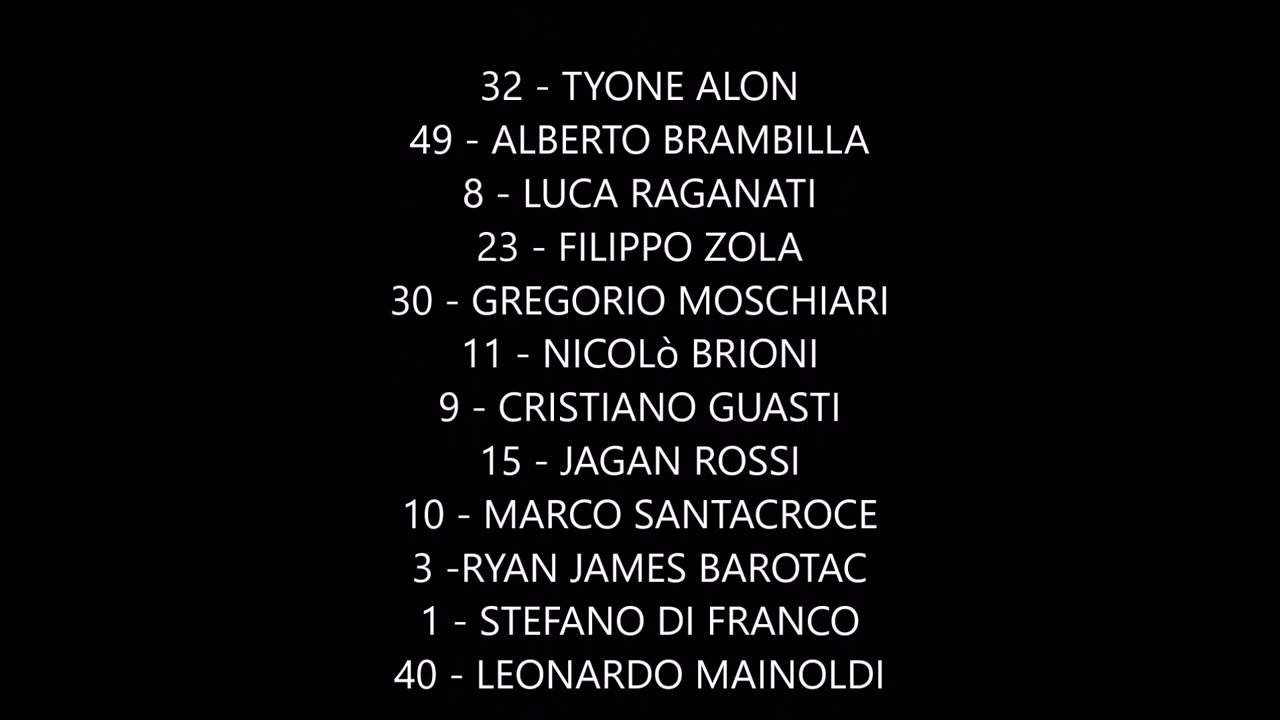 32 - TYONE ALON
49 - ALBERTO BRAMBILLA
8 - LUCA RAGANATI
23 - FILIPPO ZOLA
30 - GREGORIO MOSCHIARI
11 - NICOLò BRIONI
9 - CRISTIANO GUASTI
15 - JAGAN ROSSI
10 - MARCO SANTACROCE
3 -RYAN JAMES BAROTAC
1 - STEFANO DI FRANCO
40 - LEONARDO MAINOLDI